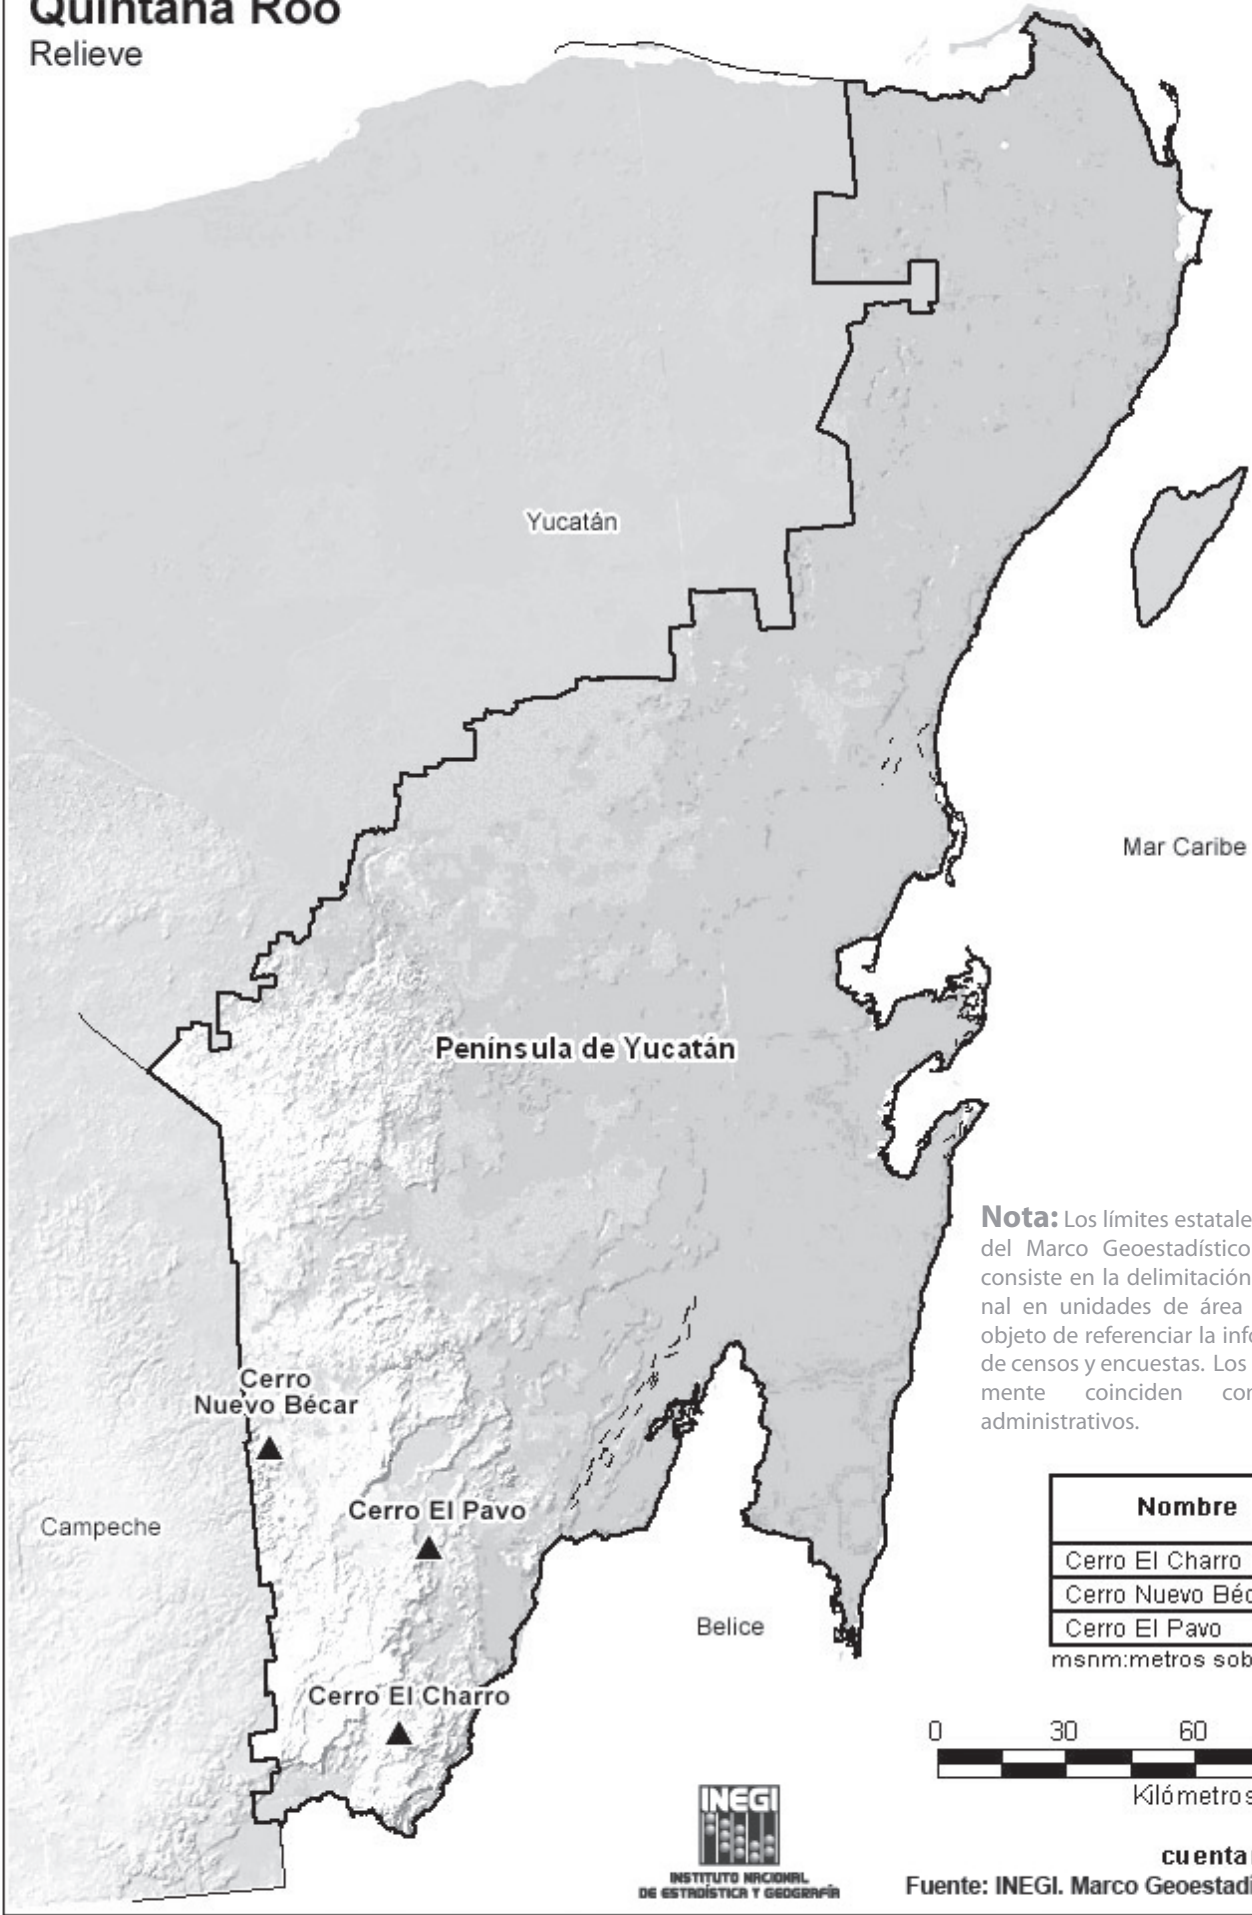 Quintana Roo
Relieve
Yucatán
Mar Caribe
Península de Yucatán
Nota: Los límites estatale
del Marco Geoestadístico
consiste en la delimitación
nal en unidades de área
objeto de referenciar la info
de censos y encuestas. Los
mente coinciden con
administrativos.
Cerro
Nuevo Bécar
Cerro El Pavo
Campeche
Nombre
Cerro El Charro
Cerro Nuevo Béc
Cerro El Pavo
msnm:metros sob
Belice
Cerro El Charro
0 30 60
Kilómetros
INEGI
INSTITUTO NACIONAL
DE ESTADÍSTICA Y GEOGRAFÍA
cuenta
Fuente: INEGI. Marco Geoestadí